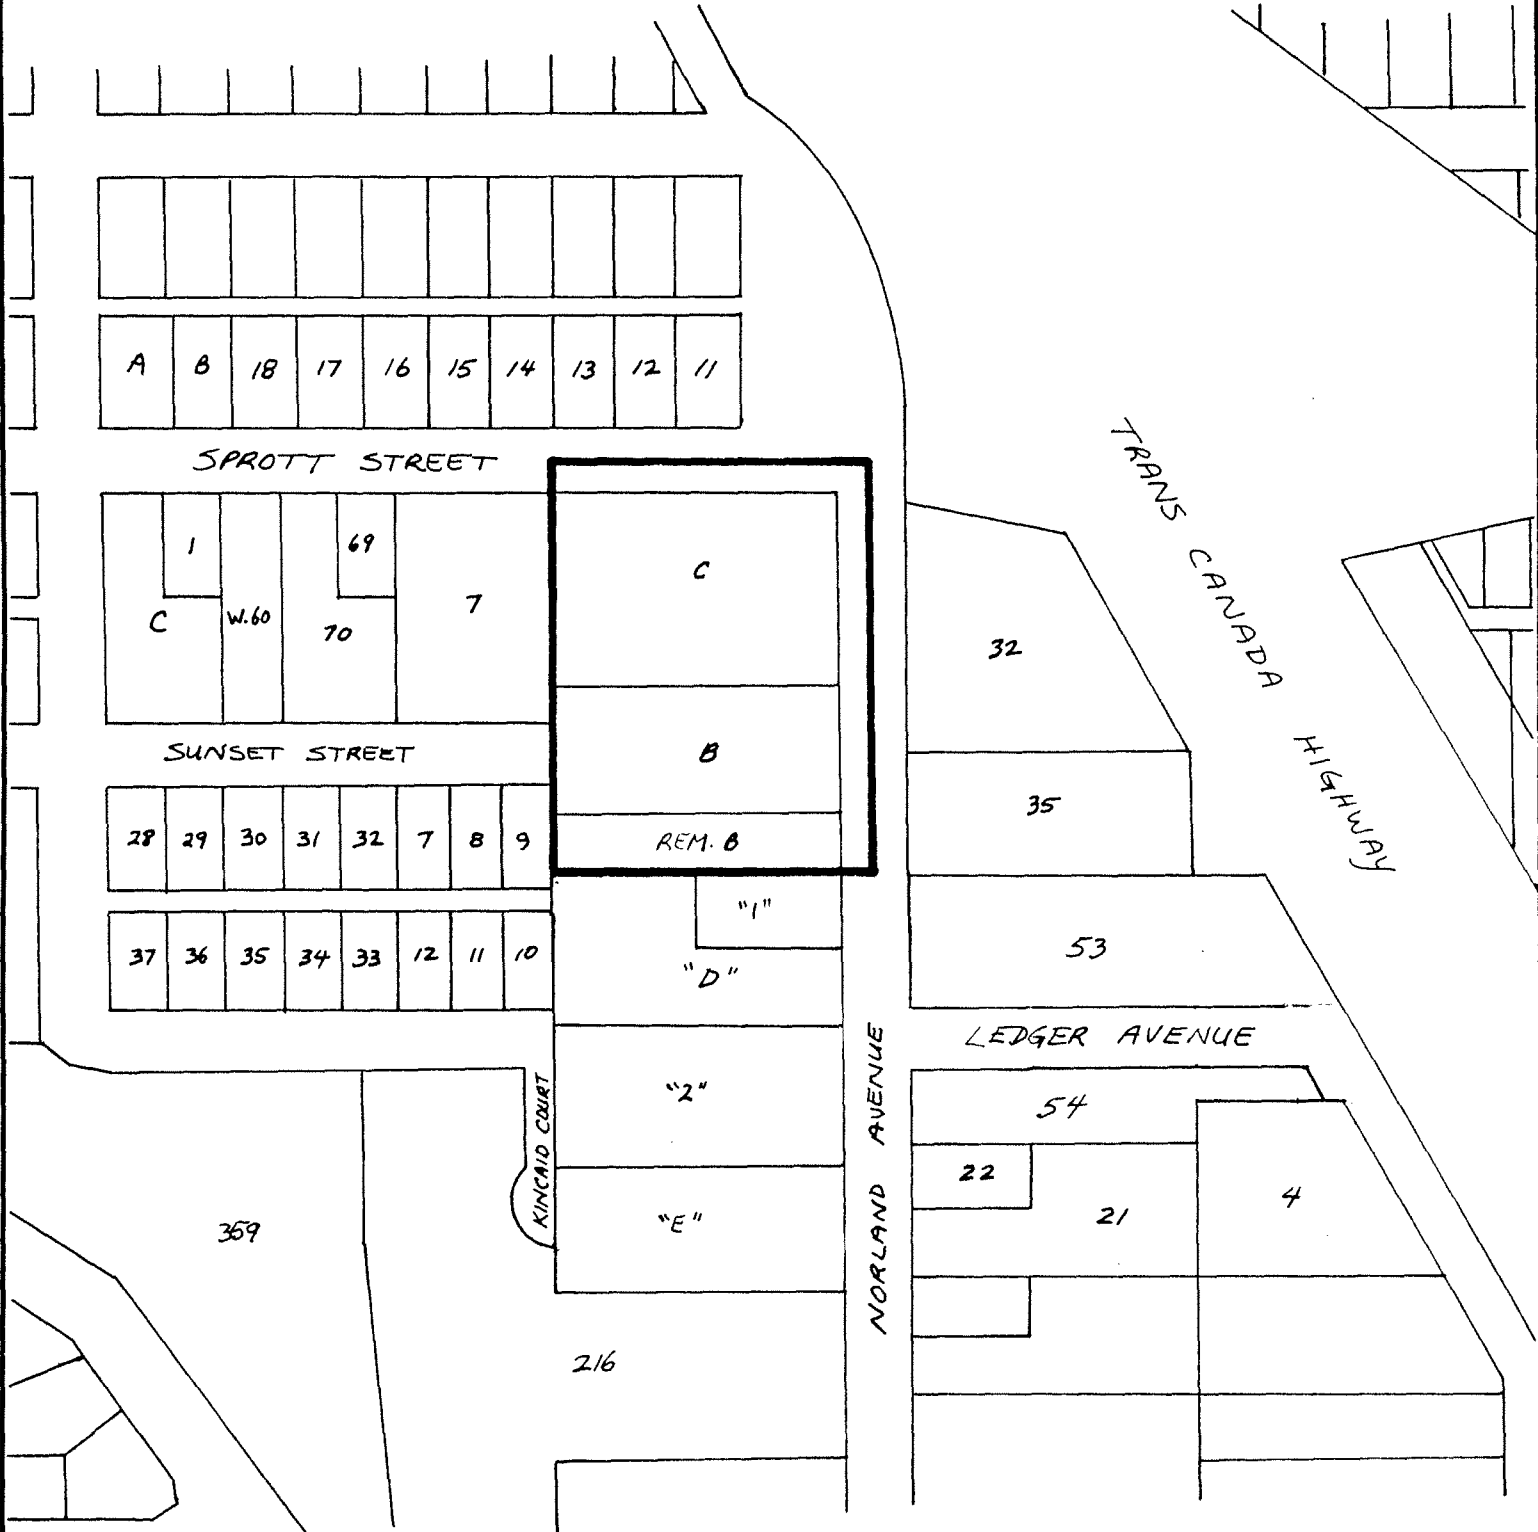 A B 18 17 16 15 14 13 12 11
SPROTT STREET
TRANS CANADA HIGHWAY
1 69
C W.60 70 7
C
32
SUNSET STREET
B
35
28 29 30 31 32 7 8 9
REM. B
"1"
37 36 35 34 33 12 11 10
"D"
53
LEDGER AVENUE
KINCAID COURT
"2"
NORLAND AVENUE
54
22
21
4
359
"E"
216